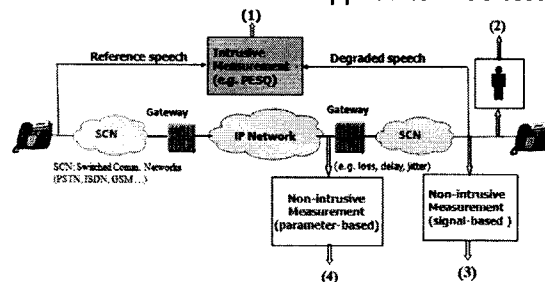 (1)
(2)
Reference speech
Intrusive
Measurement
(e.g. PESQ)
Degraded speech
Gateway
Gateway
SCN
IP Network
SCN
SCN: Switched Comm. Networks
(PSTN, ISDN, GSM...)
(e.g. loss, delay, jitter)
Non-intrusive
Measurement
(parameter-based)
Non-intrusive
Measurement
(signal-based )
(4)
(3)